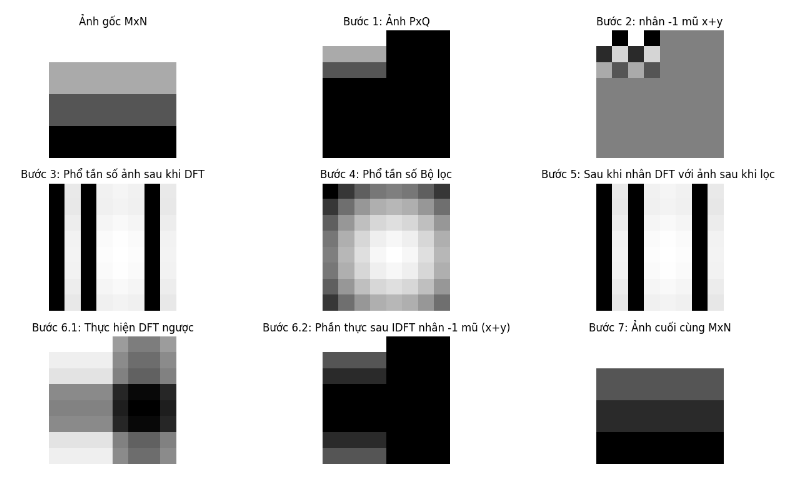 Ảnh gốc MxN
Bước 1: Ảnh PxQ
Bước 2: nhân -1 mũ x+y
Bước 3: Phổ tần số ảnh sau khi DFT
Bước 4: Phổ tần số Bộ lọc
Bước 5: Sau khi nhân DFT với ảnh sau khi lọc
Bước 6.1: Thực hiện DFT ngược
Bước 6.2: Phần thực sau IDFT nhân -1 mũ (x+y)
Bước 7: Ảnh cuối cùng MxN